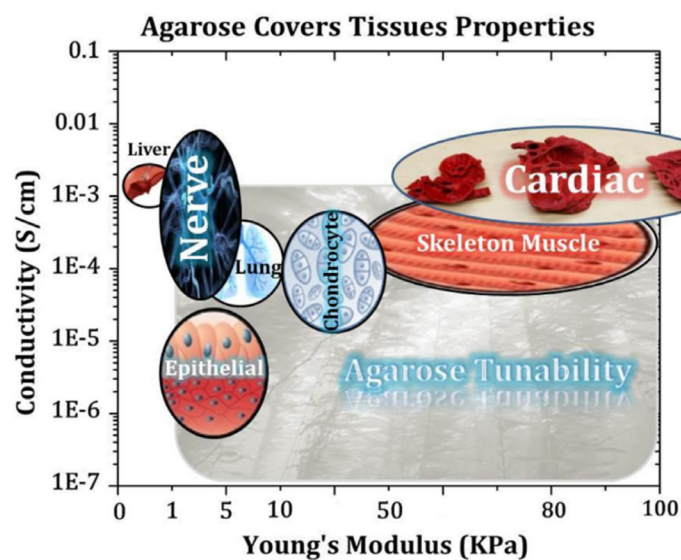 Agarose Covers Tissues Properties
0.1
0.01
1E-3
1E-4
1E-5
1E-6
1E-7
Conductivity (S/cm)
Liver
Nerve
Lung
Chondrocyte
Cardiac
Skeleton Muscle
Epithelial
Agarose Tunability
0 1 5 10 50 80 100
Young's Modulus (KPa)